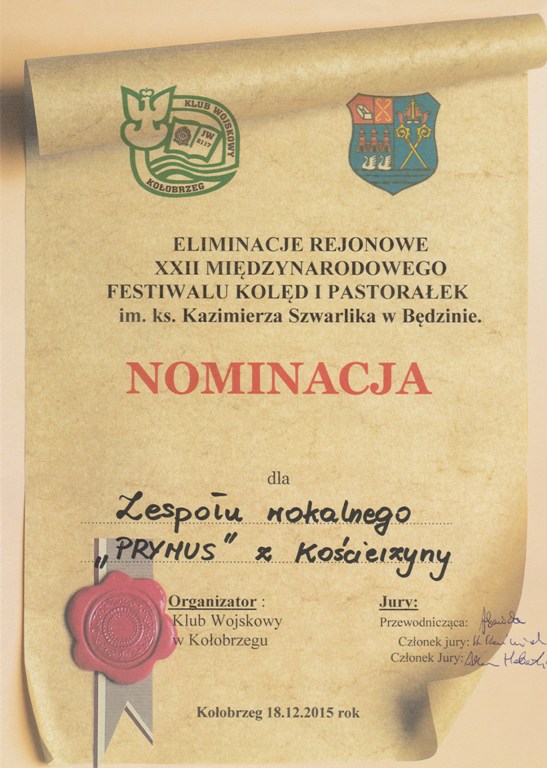 KLUB WOJSKOWY
JW
KOŁOBRZEG
ELIMINACJE REJONOWE
XXII MIĘDZYNARODOWEGO
FESTIWALU KOLĘD I PASTORAŁEK
im. ks. Kazimierza Szwarlika w Będzinie.
NOMINACJA
dla
Zespołu wokalnego
„PRYMUS” z Kościerzyny
Organizator : Jury:
Klub Wojskowy Przewodnicząca:
w Kołobrzegu Członek jury:
Członek Jury:
Kołobrzeg 18.12.2015 rok